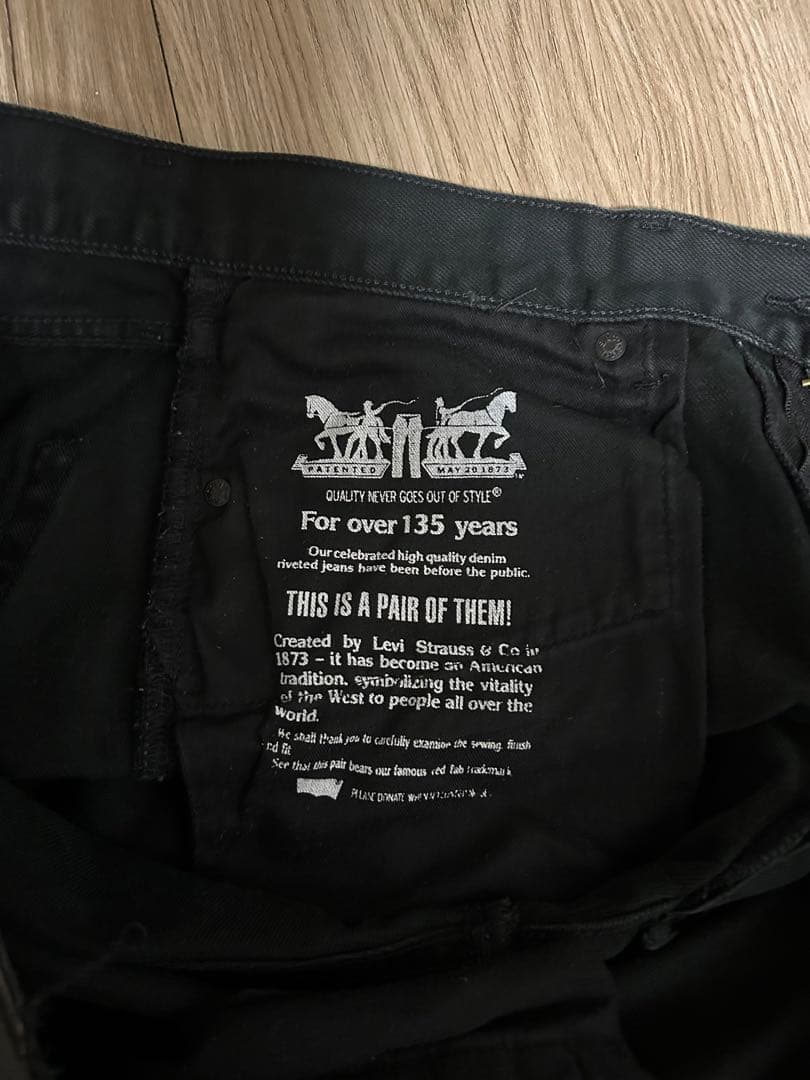 PATENTED MAY 20 1873
QUALITY NEVER GOES OUT OF STYLE®
For over 135 years
Our celebrated high quality denim
riveted jeans have been before the public.
THIS IS A PAIR OF THEM!
Created by Levi Strauss & Co in
1873 – it has become an American
tradition, symbolizing the vitality
of the West to people all over the
world.
We shall thank you to carefully examine the sewing, finish
nd fit
See that this pair bears our famous red Tab trademark
PLEASE DONATE WHEN